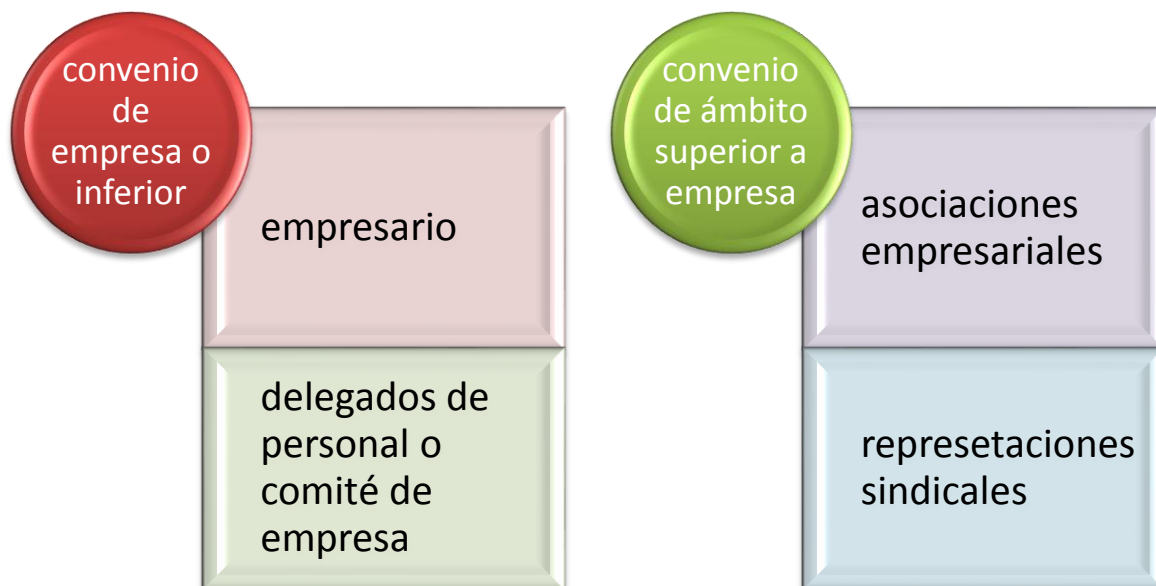 convenio
de
empresa o
inferior
empresario
delegados de
personal o
comité de
empresa
convenio
de ámbito
superior a
empresa
asociaciones
empresariales
represetaciones
sindicales